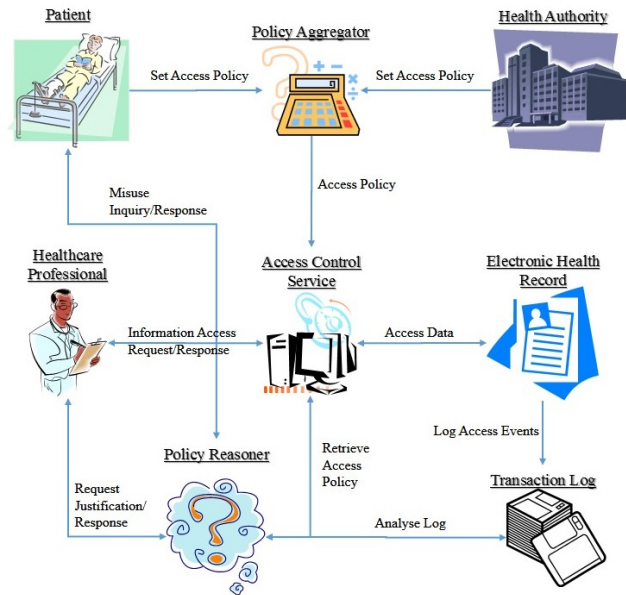 Patient
Policy Aggregator
Health Authority
Set Access Policy
Set Access Policy
Access Policy
Misuse
Inquiry/Response
Healthcare
Professional
Access Control
Service
Electronic Health
Record
Information Access
Request/Response
Access Data
Log Access Events
Policy Reasoner
Retrieve
Access
Policy
Transaction Log
Request
Justification/
Response
Analyse Log